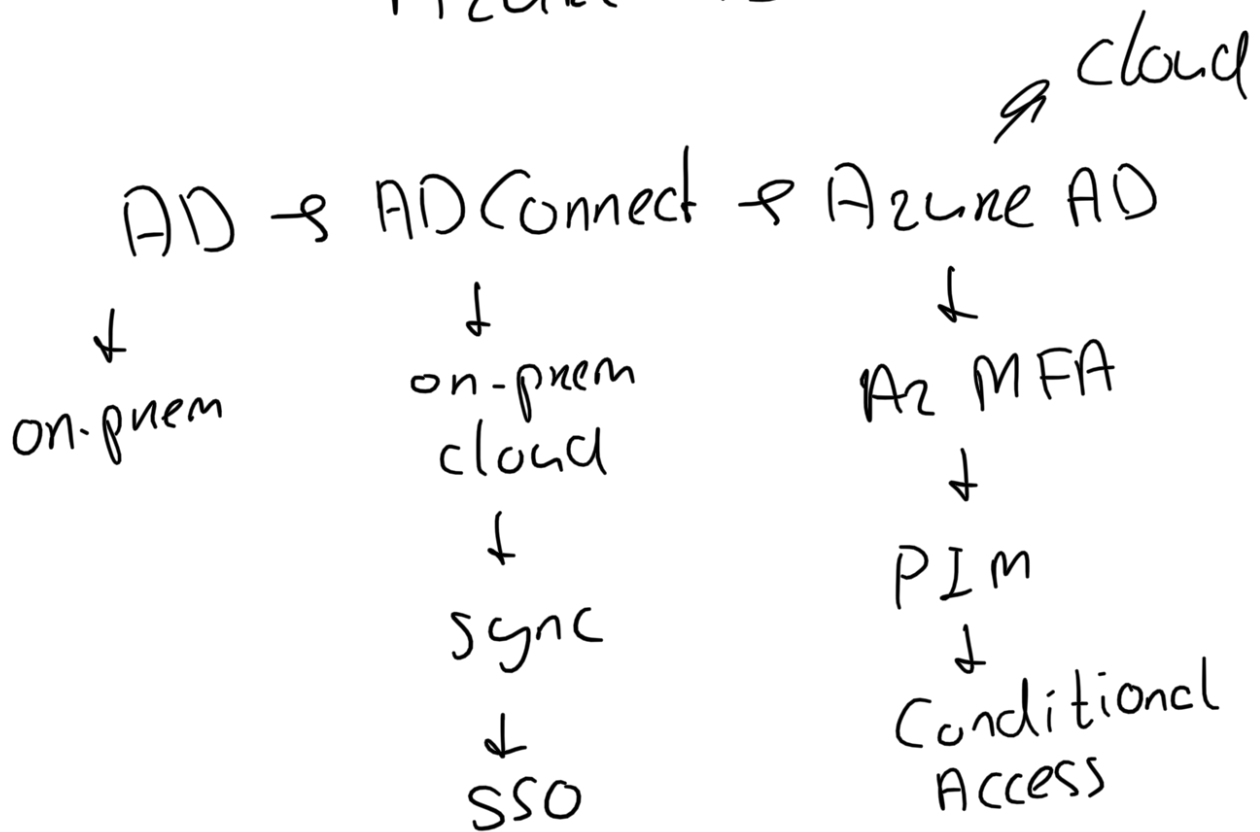 cloud
AD → AD Connect → Azure AD
↓ ↓ ↓
on-prem on-prem Az MFA
cloud ↓
↓ PIM
sync ↓
↓ Conditional
SSO Access